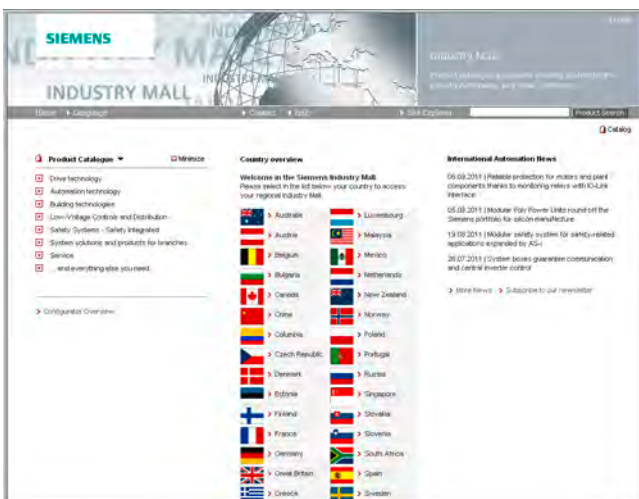 SIEMENS
INDUSTRY MALL
Industry Mall
Home
Language
Contact
Help
Site Explorer
Product Search
Catalog
Product Catalogue
Minimize
Drive technology
Automation technology
Building technologies
Low-Voltage Controls and Distribution
Safety Systems - Safety Integrated
System solutions and products for branches
Service
... and everything else you need.
Configurator Overview
Country overview
Welcome in the Siemens Industry Mall.
Please select in the list below your country to access
your regional Industry Mall.
Australia
Luxembourg
Austria
Malaysia
Belgium
Mexico
Bulgaria
Netherlands
Canada
New Zealand
China
Norway
Columbia
Poland
Czech Republic
Portugal
Denmark
Russia
Estonia
Singapore
Finland
Slovakia
France
Slovenia
Germany
South Africa
Great Britain
Spain
Greece
Sweden
International Automation News
06.09.2011 | Reliable protection for motors and plant
components thanks to monitoring relays with IO-Link
interface
05.09.2011 | Modular Poly Power Units round off the
Siemens portfolio for silicon manufacture
19.08.2011 | Modular safety system for safety-related
applications expanded by AS-i
26.07.2011 | System boxes guarantee communication
and central inverter control
More News
Subscribe to our newsletter